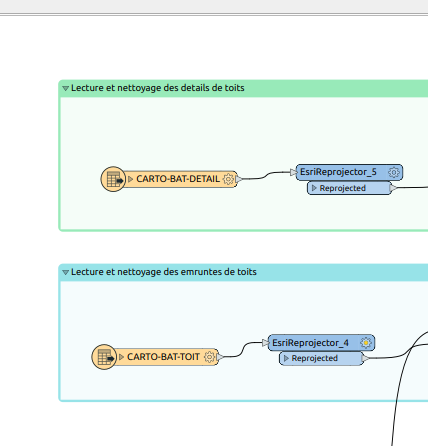 Lecture et nettoyage des details de toits
CARTO-BAT-DETAIL
EsriReprojector_5
Reprojected
Lecture et nettoyage des emruntes de toits
CARTO-BAT-TOIT
EsriReprojector_4
Reprojected